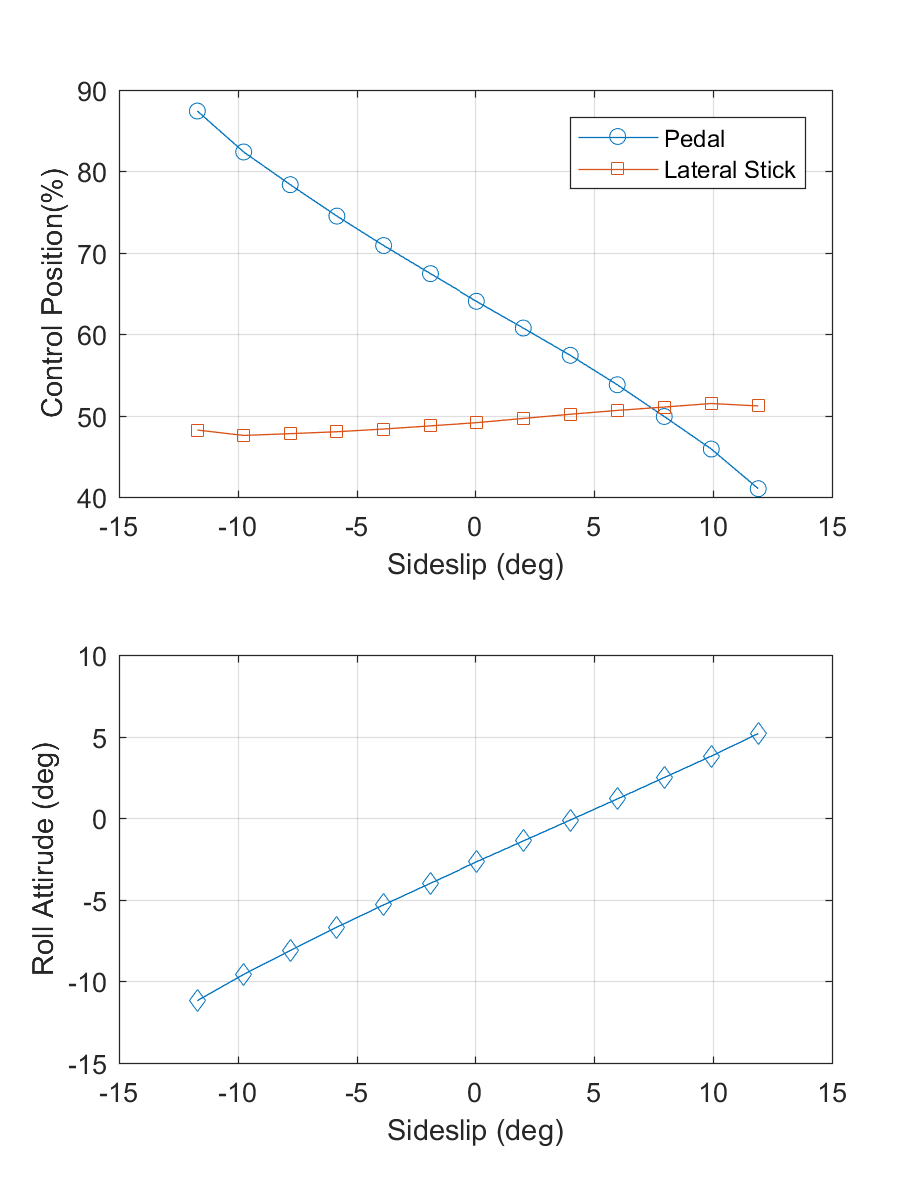 90
80
70
60
50
40
Control Position(%)
Pedal
Lateral Stick
-15 -10 -5 0 5 10 15
Sideslip (deg)
10
5
0
-5
-10
-15
Roll Attirude (deg)
-15 -10 -5 0 5 10 15
Sideslip (deg)